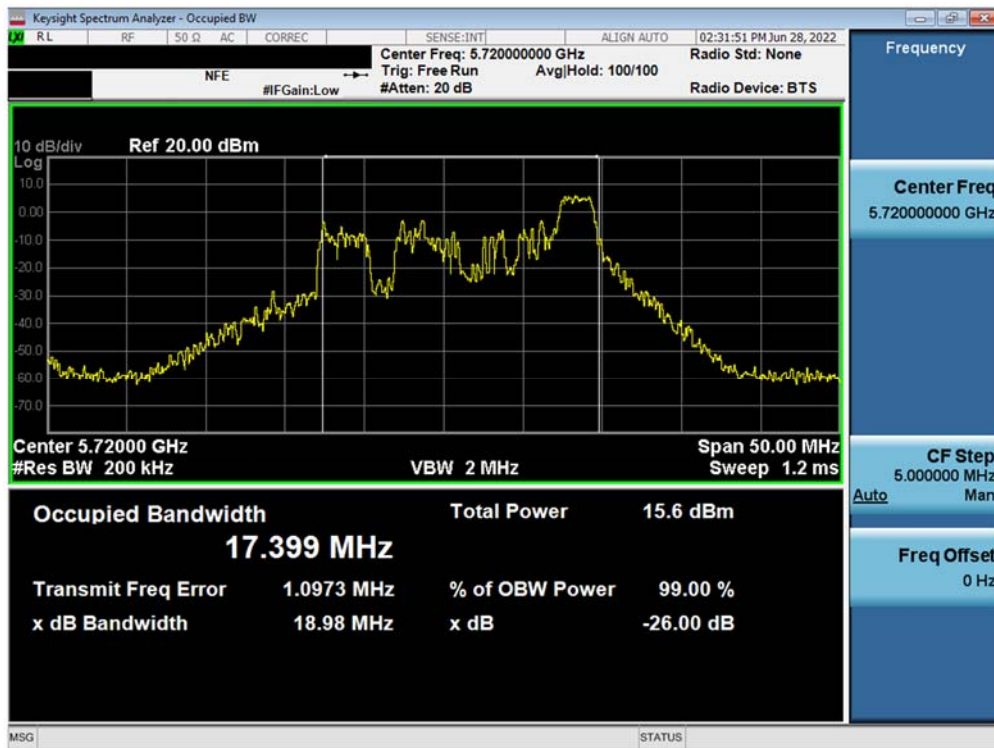 Keysight Spectrum Analyzer - Occupied BW
LXI RL RF 50 Ω AC CORREC SENSE:INT ALIGN AUTO 02:31:51 PM Jun 28, 2022
Center Freq: 5.720000000 GHz Radio Std: None
NFE Trig: Free Run Avg|Hold: 100/100
#IFGain:Low #Atten: 20 dB Radio Device: BTS
10 dB/div Ref 20.00 dBm
Log
10.0
0.00
-10.0
-20.0
-30.0
-40.0
-50.0
-60.0
-70.0
Center 5.72000 GHz Span 50.00 MHz
#Res BW 200 kHz VBW 2 MHz Sweep 1.2 ms
Occupied Bandwidth Total Power 15.6 dBm
17.399 MHz
Transmit Freq Error 1.0973 MHz % of OBW Power 99.00 %
x dB Bandwidth 18.98 MHz x dB -26.00 dB
MSG STATUS
Frequency
Center Freq
5.720000000 GHz
CF Step
5.000000 MHz
Auto Man
Freq Offset
0 Hz